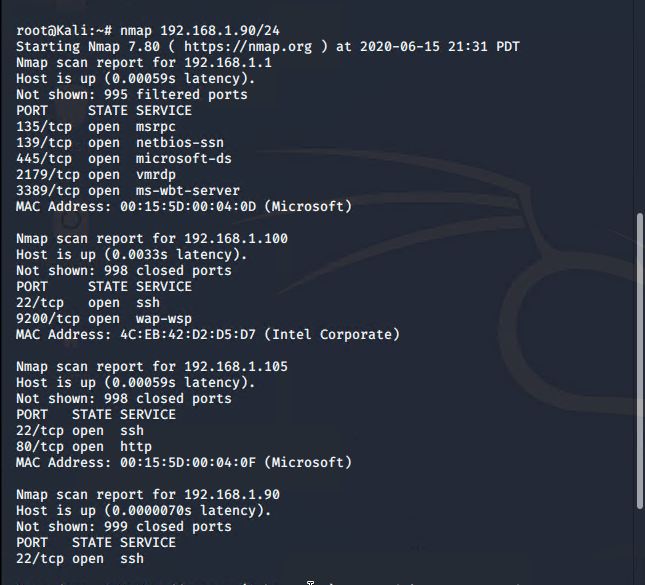 root@Kali:~# nmap 192.168.1.90/24
Starting Nmap 7.80 ( https://nmap.org ) at 2020-06-15 21:31 PDT
Nmap scan report for 192.168.1.1
Host is up (0.00059s latency).
Not shown: 995 filtered ports
PORT     STATE SERVICE
135/tcp  open  msrpc
139/tcp  open  netbios-ssn
445/tcp  open  microsoft-ds
2179/tcp open  vmrdp
3389/tcp open  ms-wbt-server
MAC Address: 00:15:5D:00:04:0D (Microsoft)

Nmap scan report for 192.168.1.100
Host is up (0.0033s latency).
Not shown: 998 closed ports
PORT     STATE SERVICE
22/tcp   open  ssh
9200/tcp open  wap-wsp
MAC Address: 4C:EB:42:D2:D5:D7 (Intel Corporate)

Nmap scan report for 192.168.1.105
Host is up (0.00059s latency).
Not shown: 998 closed ports
PORT   STATE SERVICE
22/tcp open  ssh
80/tcp open  http
MAC Address: 00:15:5D:00:04:0F (Microsoft)

Nmap scan report for 192.168.1.90
Host is up (0.0000070s latency).
Not shown: 999 closed ports
PORT   STATE SERVICE
22/tcp open  ssh